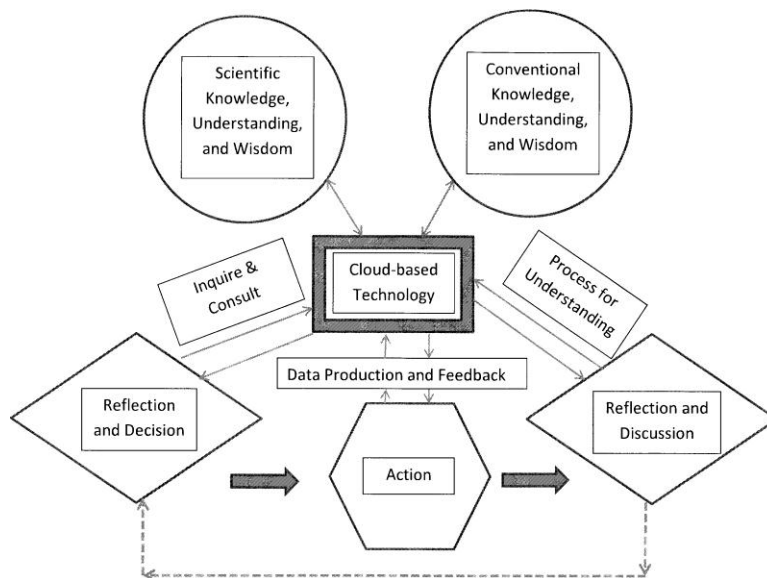 Scientific
Knowledge,
Understanding,
and Wisdom
Conventional
Knowledge,
Understanding,
and Wisdom
Inquire &
Consult
Cloud-based
Technology
Process for
Understanding
Data Production and Feedback
Reflection
and Decision
Action
Reflection and
Discussion